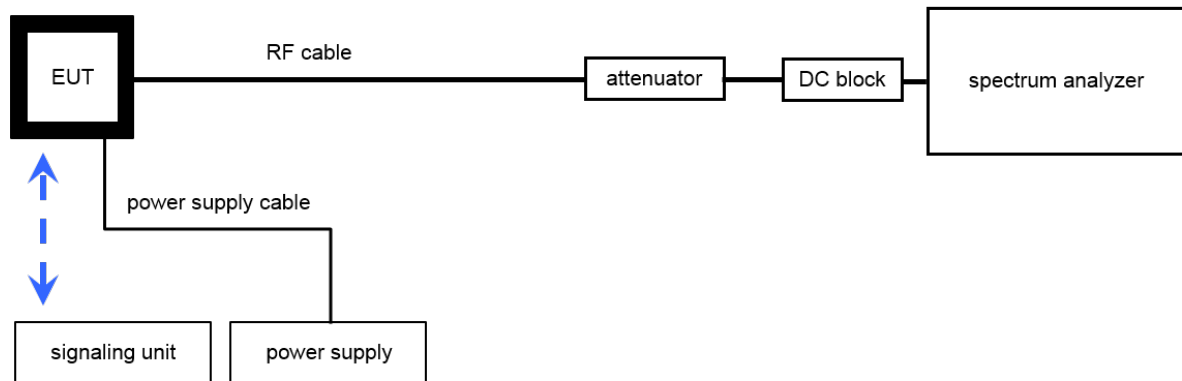 EUT
RF cable
attenuator
DC block
spectrum analyzer
power supply cable
signaling unit
power supply